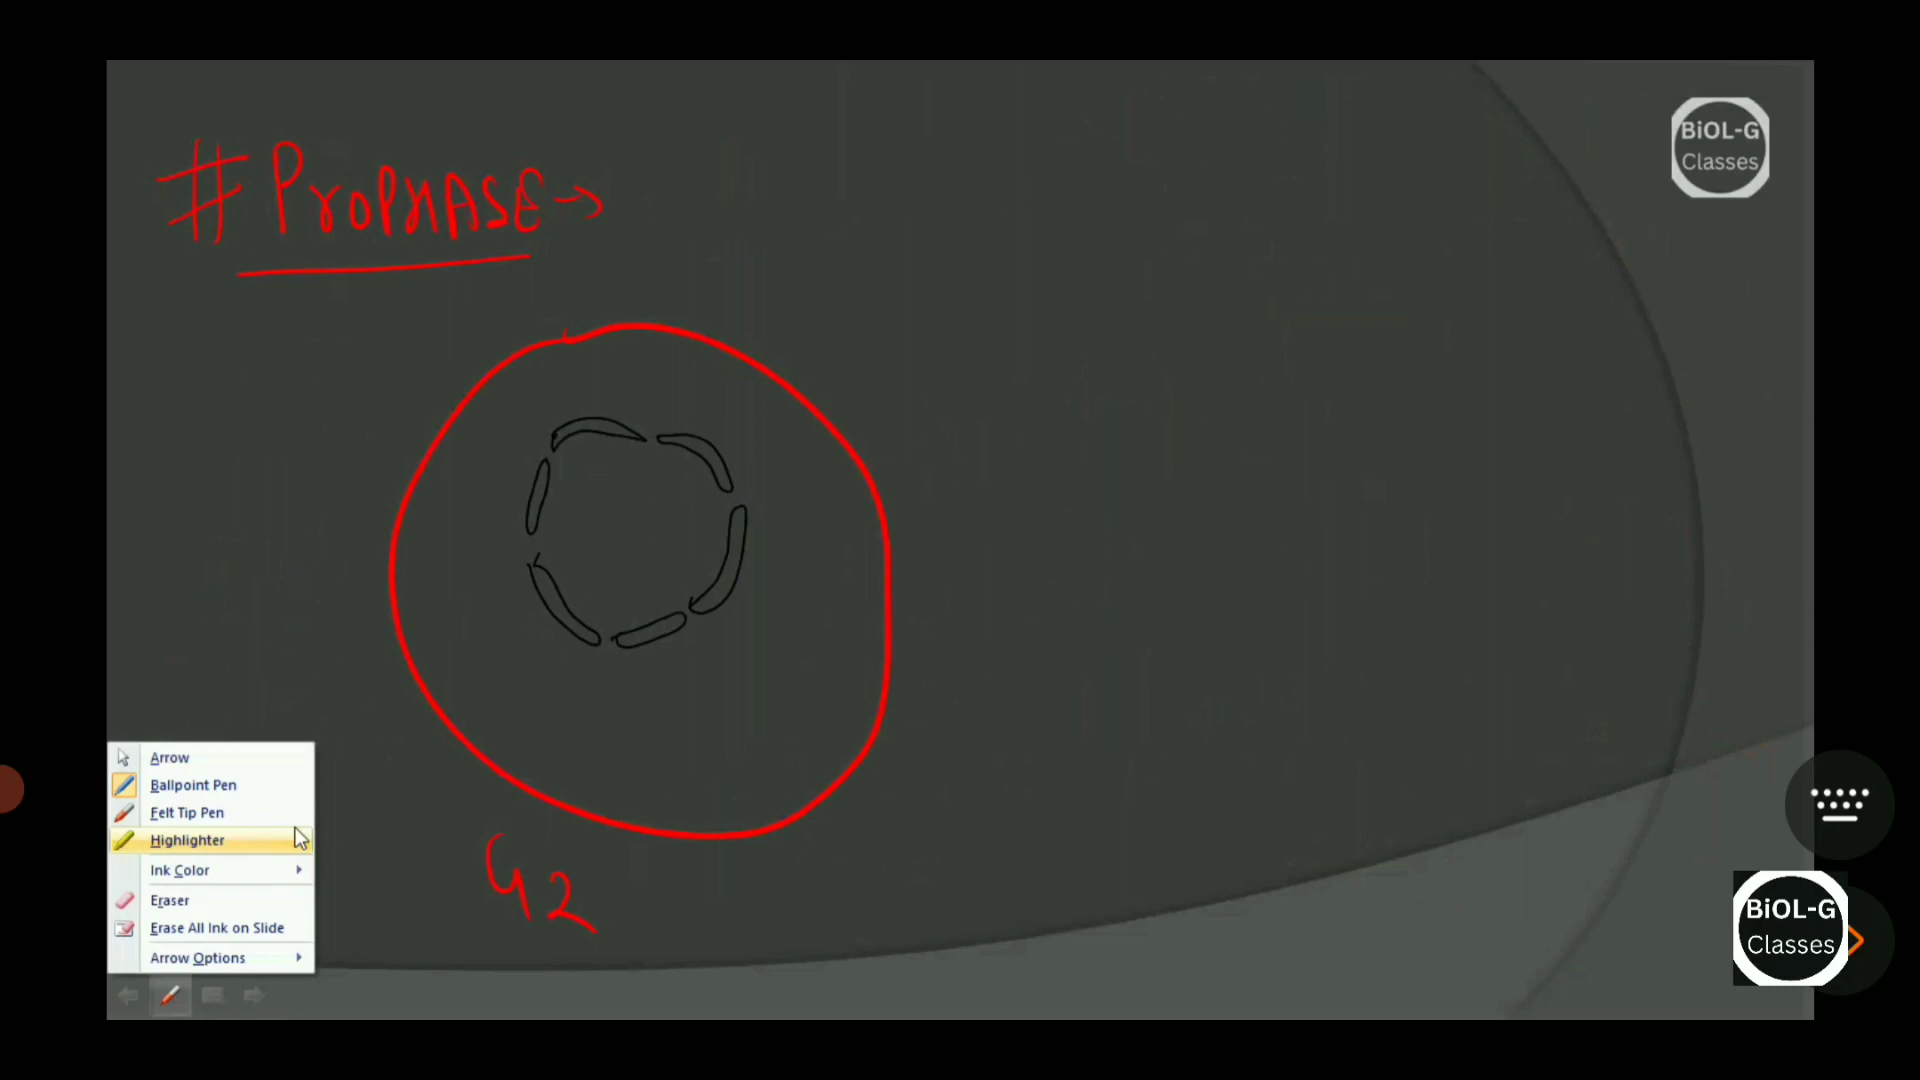 # PrOPHASE →
BiOL-G
Classes
G2
Arrow
Ballpoint Pen
Felt Tip Pen
Highlighter
Ink Color
Eraser
Erase All Ink on Slide
Arrow Options
BiOL-G
Classes